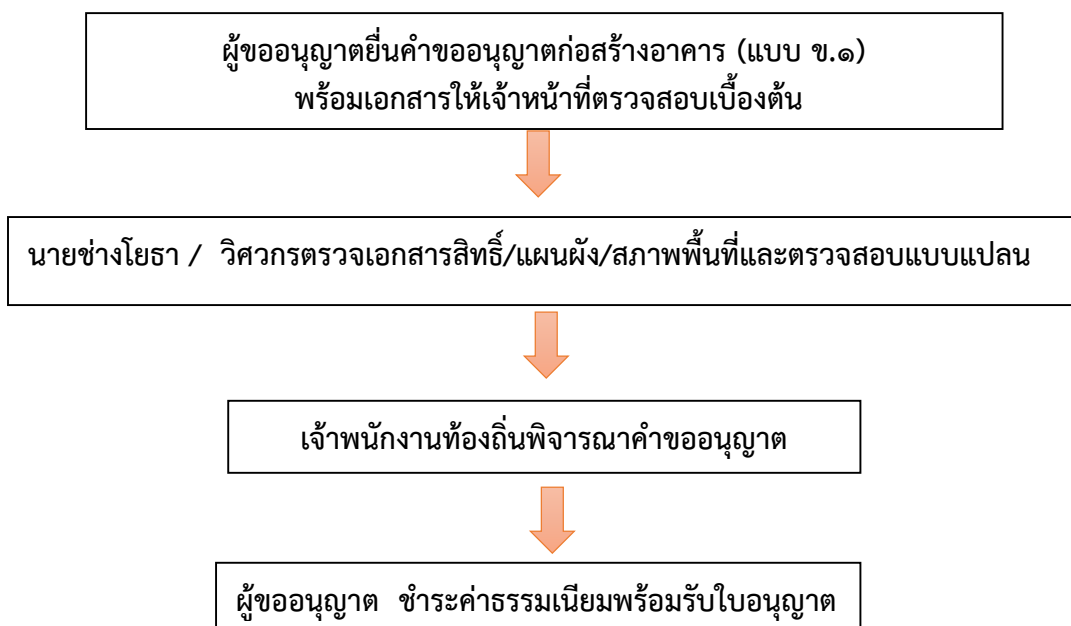 ผู้ขออนุญาตยื่นคำขออนุญาตก่อสร้างอาคาร (แบบ ข.๑)
พร้อมเอกสารให้เจ้าหน้าที่ตรวจสอบเบื้องต้น
นายช่างโยธา / วิศวกรตรวจเอกสารสิทธิ์/แผนผัง/สภาพพื้นที่และตรวจสอบแบบแปลน
เจ้าพนักงานท้องถิ่นพิจารณาคำขออนุญาต
ผู้ขออนุญาต ชำระค่าธรรมเนียมพร้อมรับใบอนุญาต